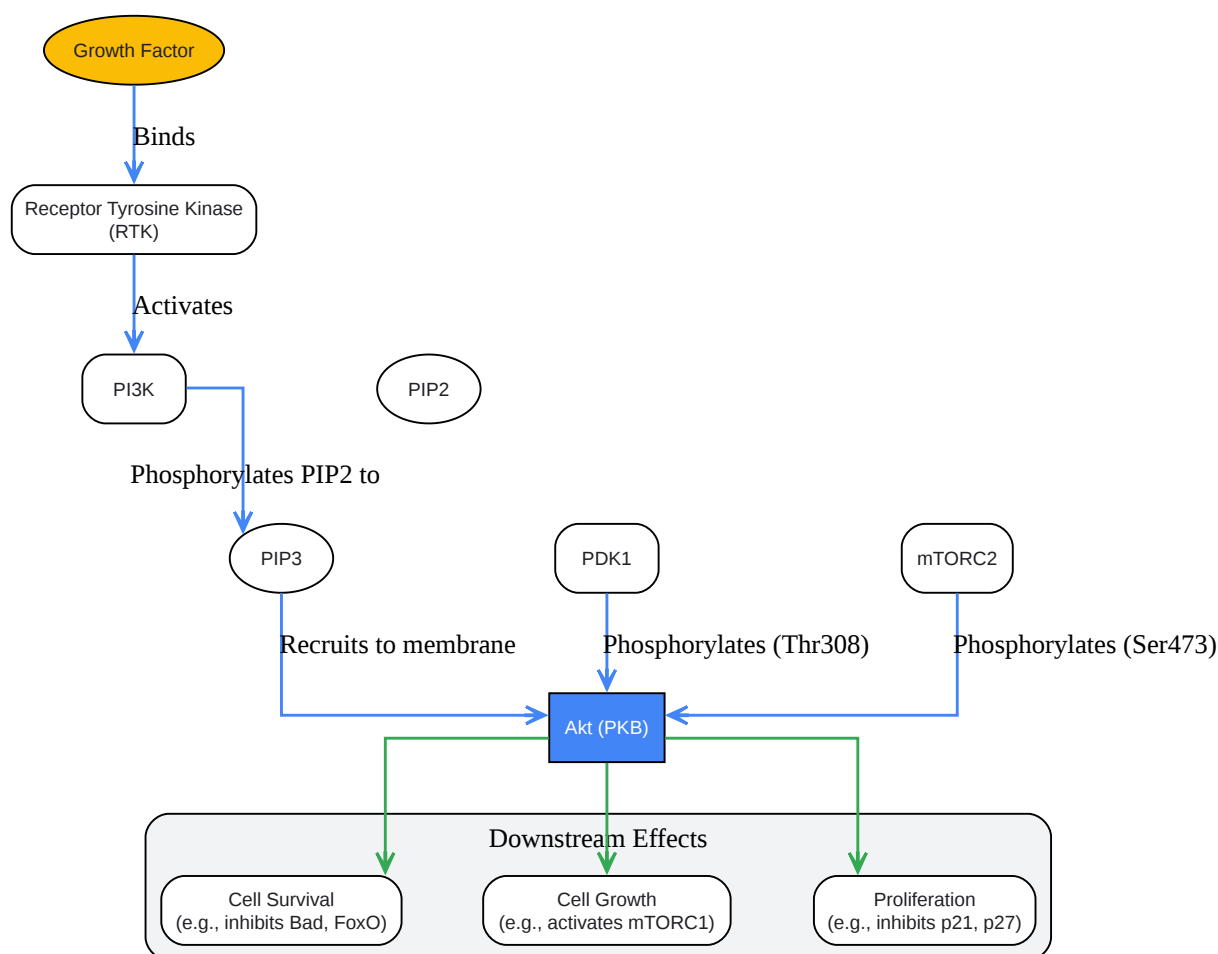 Growth Factor
Binds
Receptor Tyrosine Kinase
(RTK)
Activates
PI3K
PIP2
Phosphorylates PIP2 to
PIP3
PDK1
mTORC2
Recruits to membrane
Phosphorylates (Thr308)
Phosphorylates (Ser473)
Akt (PKB)
Downstream Effects
Cell Survival
(e.g., inhibits Bad, FoxO)
Cell Growth
(e.g., activates mTORC1)
Proliferation
(e.g., inhibits p21, p27)